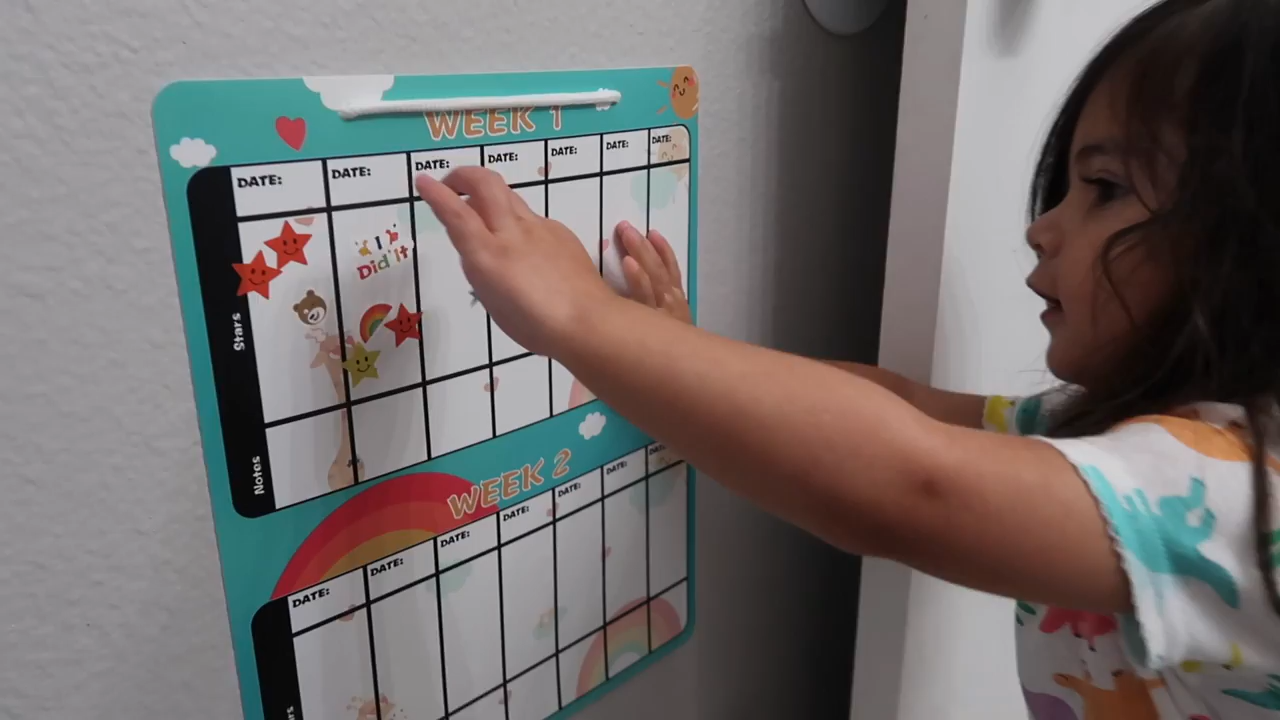 WEEK 1
DATE: DATE: DATE: DATE: DATE: DATE: DATE:
I
Did It
Stars
Notes
WEEK 2
DATE: DATE: DATE: DATE: DATE: DATE: